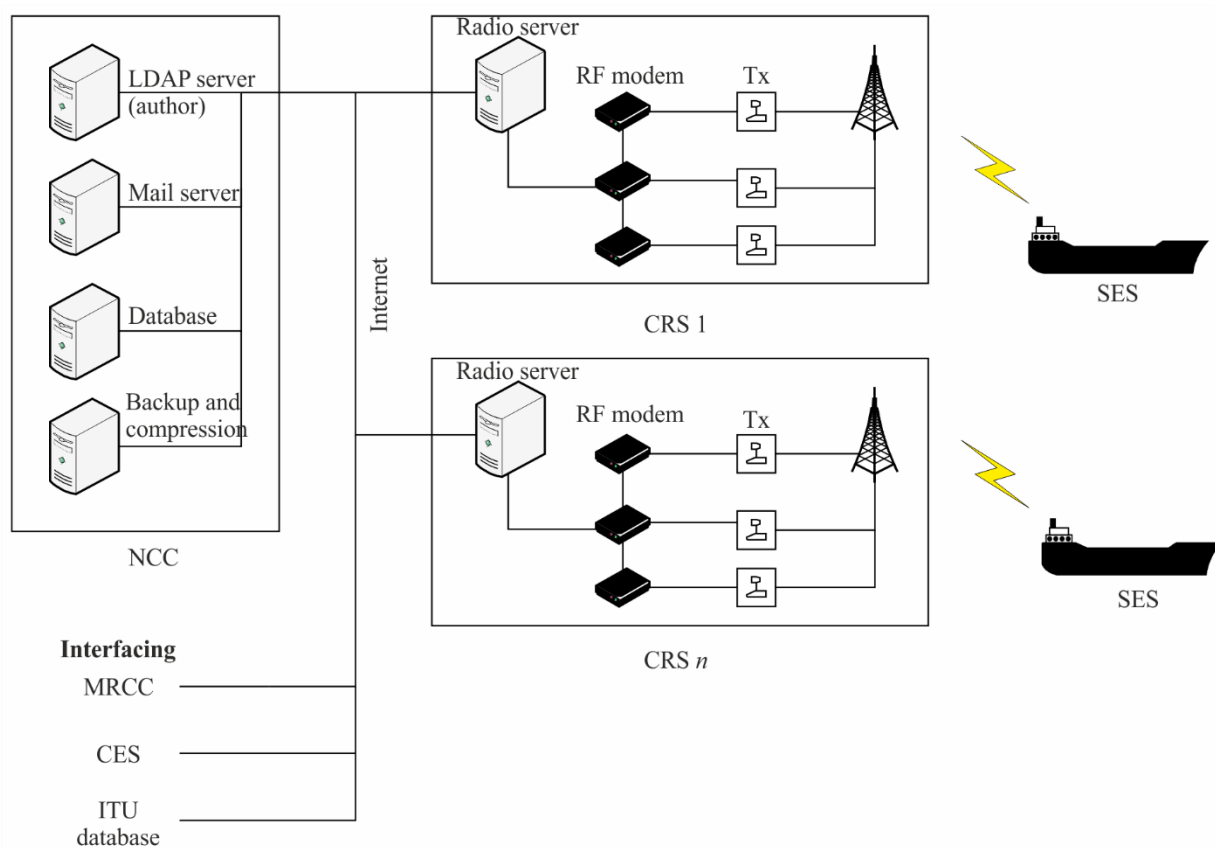 LDAP server
(author)
Mail server
Database
Backup and
compression
NCC
Internet
Radio server
RF modem
Tx
CRS 1
SES
Radio server
RF modem
Tx
CRS n
SES
Interfacing
MRCC
CES
ITU
database